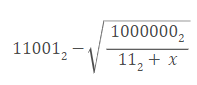 11001₂ − √(1000000₂ / (11₂ + x))